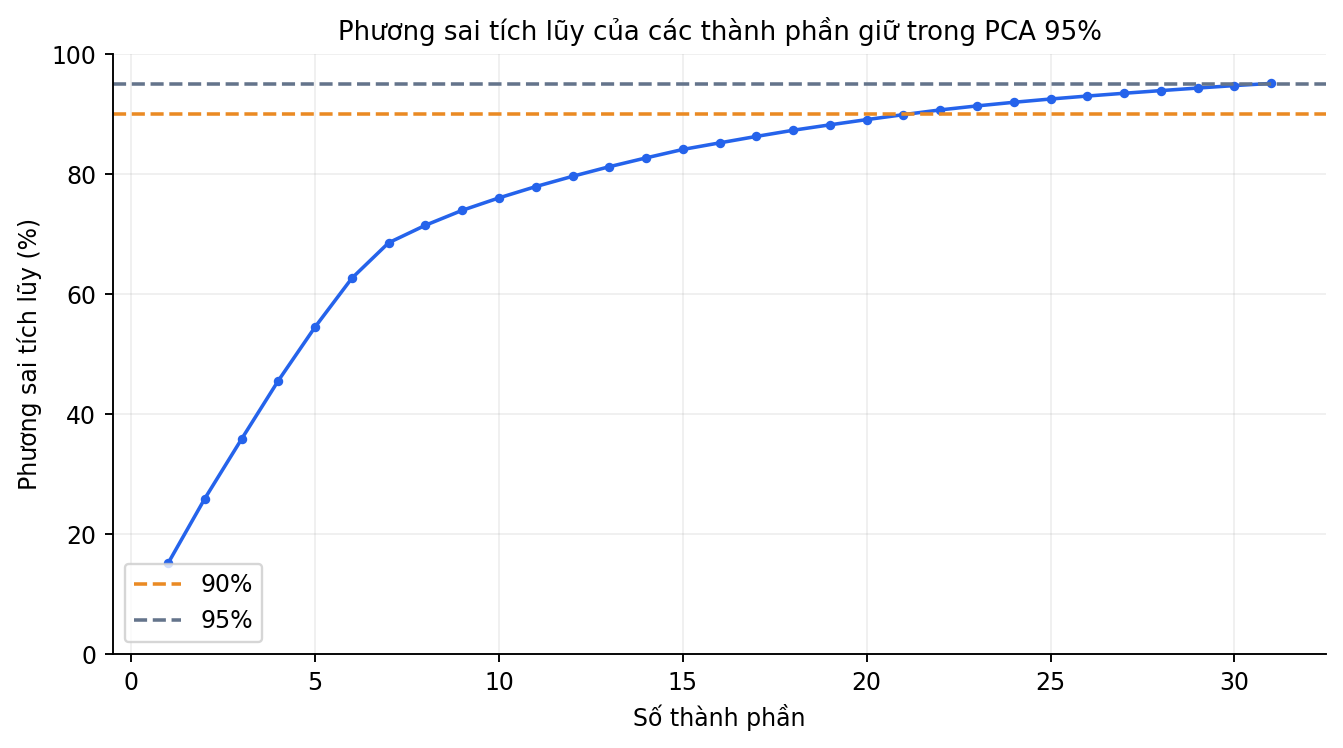 Phương sai tích lũy của các thành phần giữ trong PCA 95%
Phương sai tích lũy (%)
100
80
60
40
20
0
90%
95%
0 5 10 15 20 25 30
Số thành phần